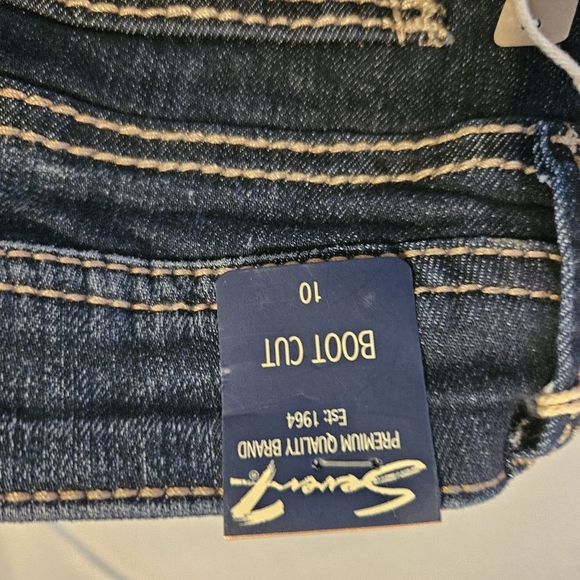 Seven7®
PREMIUM QUALITY BRAND
Est: 1964
BOOT CUT
10